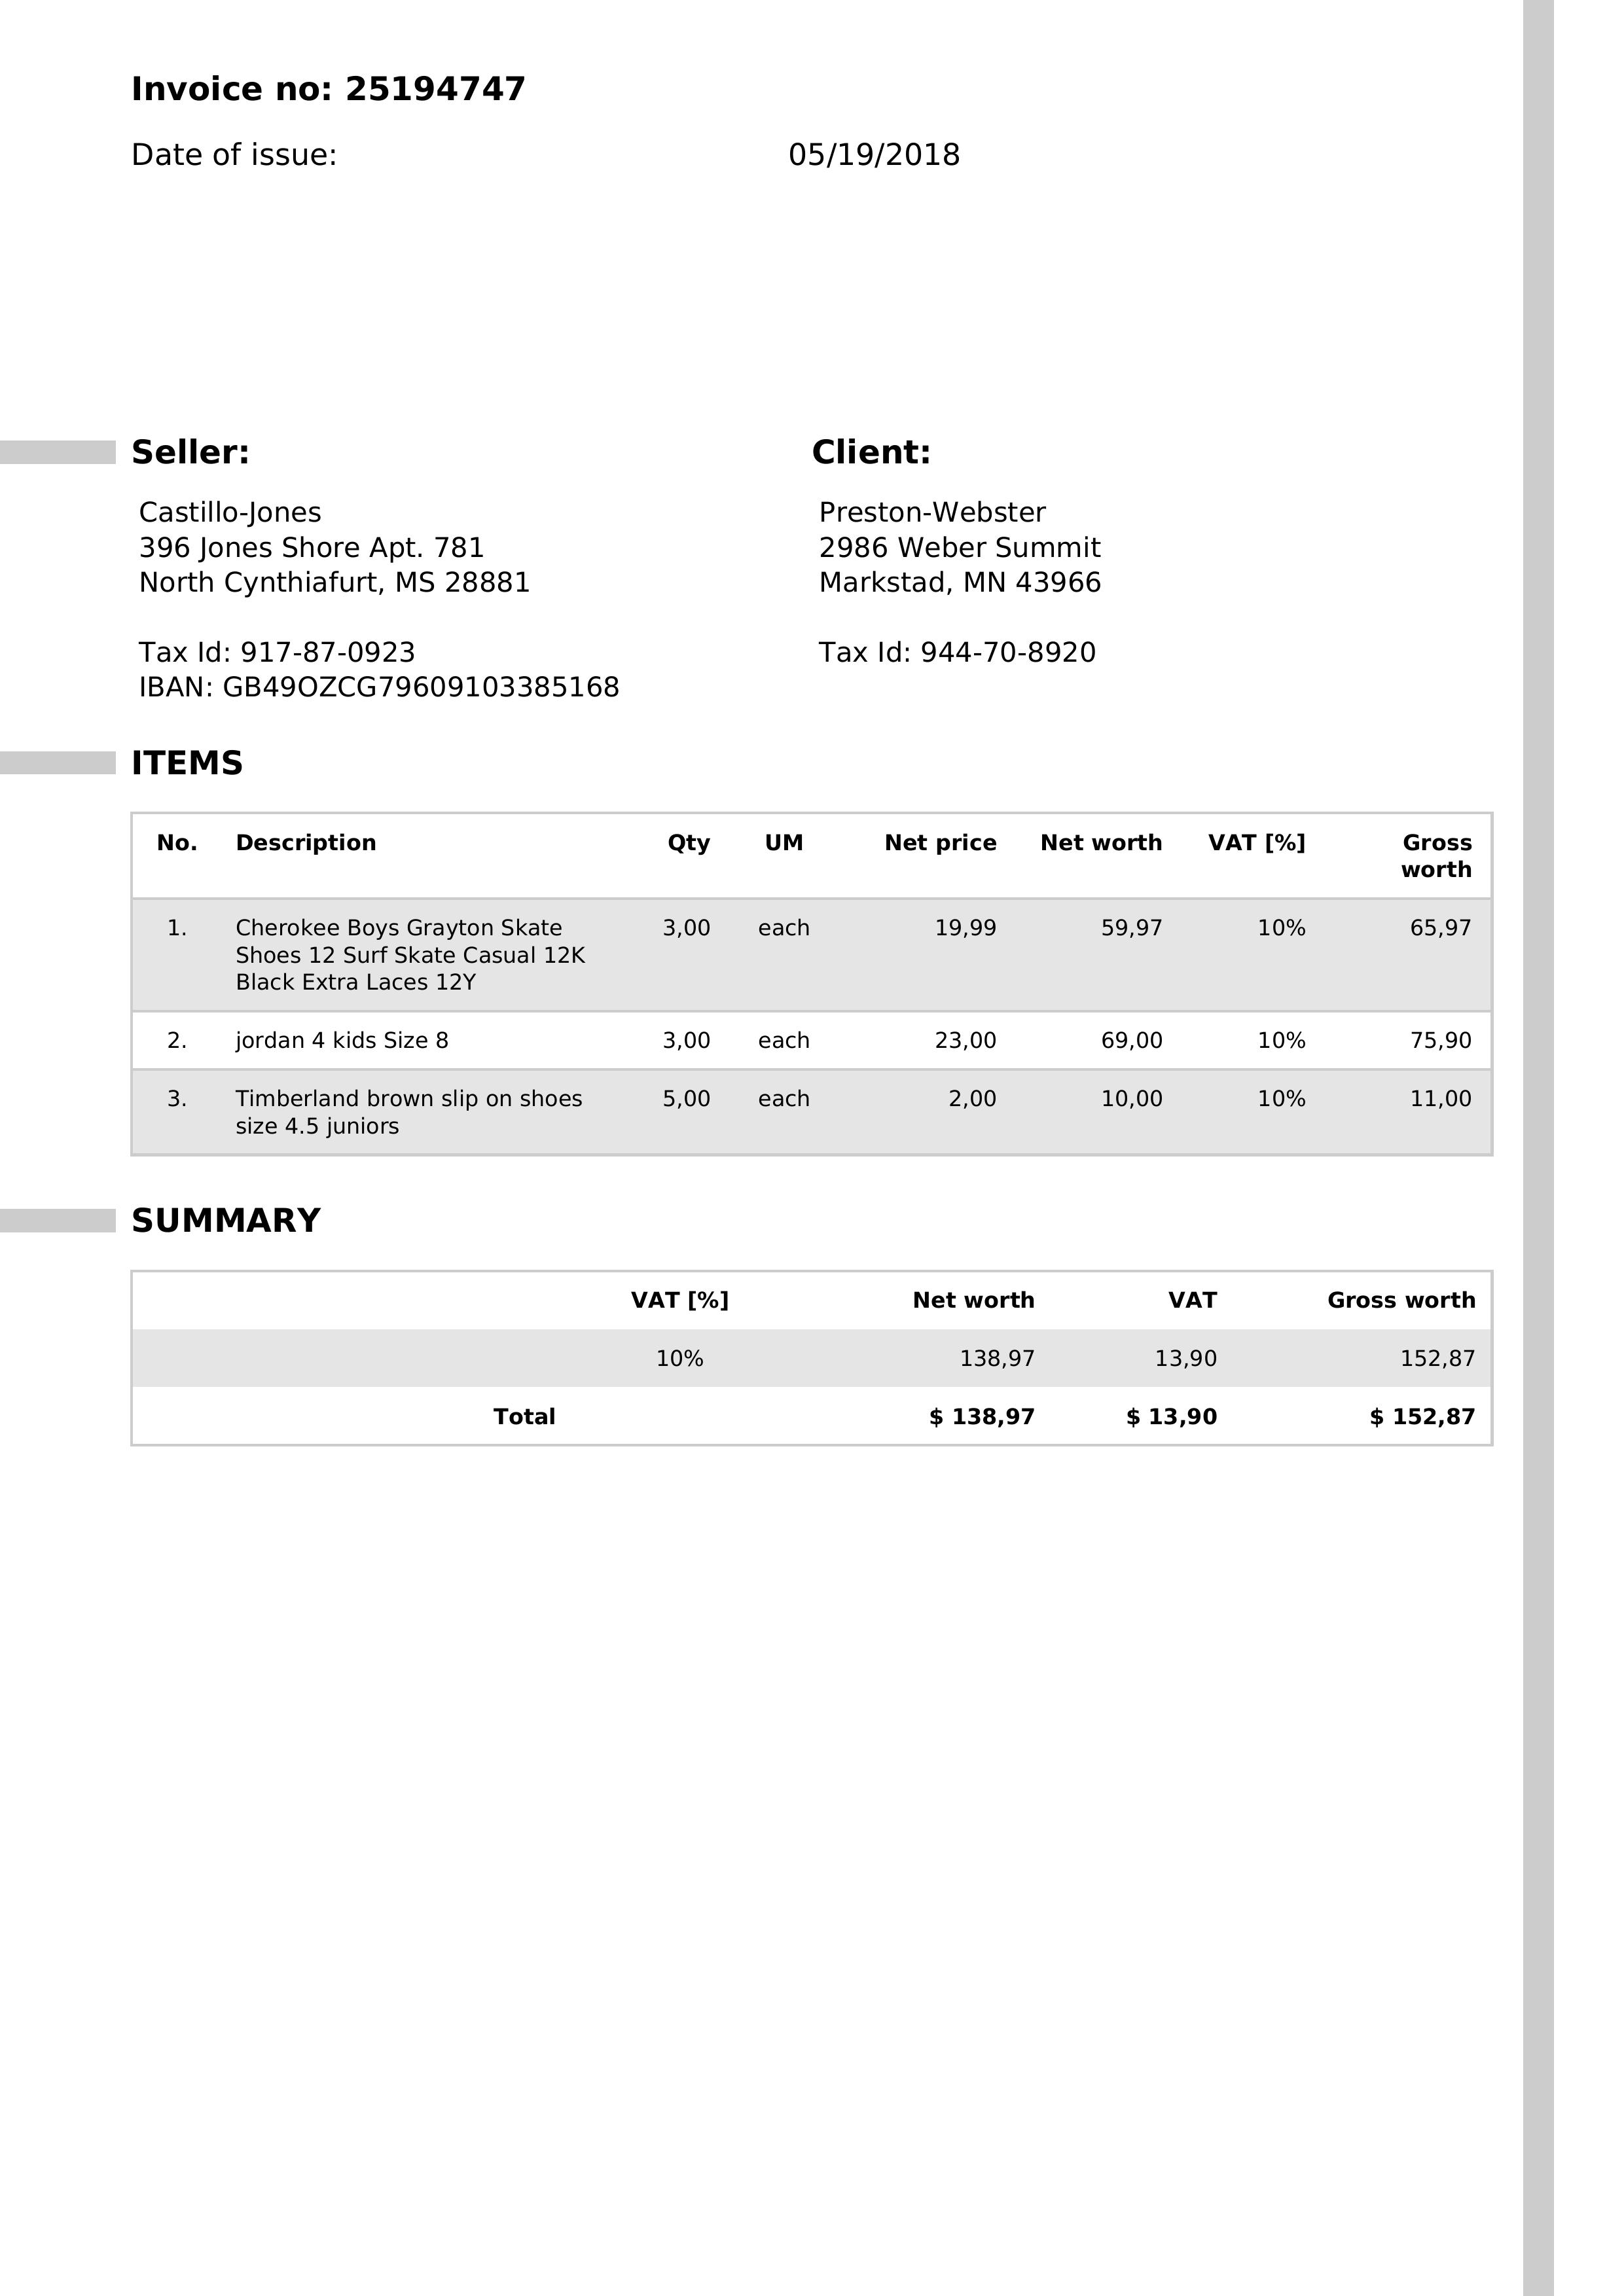 Invoice no: 25194747
Date of issue: 05/19/2018
Seller:
Castillo-Jones
396 Jones Shore Apt. 781
North Cynthiafurt, MS 28881
Tax Id: 917-87-0923
IBAN: GB49OZCG79609103385168
Client:
Preston-Webster
2986 Weber Summit
Markstad, MN 43966
Tax Id: 944-70-8920
ITEMS
No. Description Qty UM Net price Net worth VAT [%] Gross
worth
1. Cherokee Boys Grayton Skate 3,00 each 19,99 59,97 10% 65,97
Shoes 12 Surf Skate Casual 12K
Black Extra Laces 12Y
2. jordan 4 kids Size 8 3,00 each 23,00 69,00 10% 75,90
3. Timberland brown slip on shoes 5,00 each 2,00 10,00 10% 11,00
size 4.5 juniors
SUMMARY
VAT [%] Net worth VAT Gross worth
10% 138,97 13,90 152,87
Total $ 138,97 $ 13,90 $ 152,87